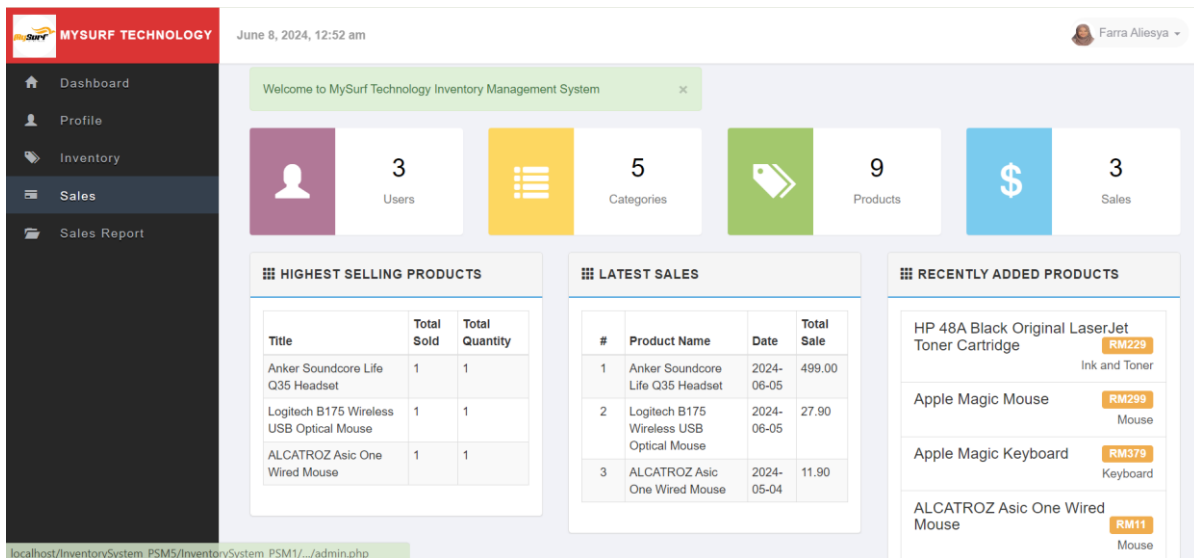 MySurf MYSURF TECHNOLOGY
June 8, 2024, 12:52 am
Farra Aliesya
Dashboard
Profile
Inventory
Sales
Sales Report
Welcome to MySurf Technology Inventory Management System ×
3
Users
5
Categories
9
Products
$
3
Sales
HIGHEST SELLING PRODUCTS
Title Total Sold Total Quantity
Anker Soundcore Life Q35 Headset 1 1
Logitech B175 Wireless USB Optical Mouse 1 1
ALCATROZ Asic One Wired Mouse 1 1
LATEST SALES
# Product Name Date Total Sale
1 Anker Soundcore Life Q35 Headset 2024-06-05 499.00
2 Logitech B175 Wireless USB Optical Mouse 2024-06-05 27.90
3 ALCATROZ Asic One Wired Mouse 2024-05-04 11.90
RECENTLY ADDED PRODUCTS
HP 48A Black Original LaserJet
Toner Cartridge RM229
Ink and Toner
Apple Magic Mouse RM299
Mouse
Apple Magic Keyboard RM379
Keyboard
ALCATROZ Asic One Wired
Mouse RM11
Mouse
localhost/InventorySystem_PSM5/InventorySystem_PSM1/.../admin.php